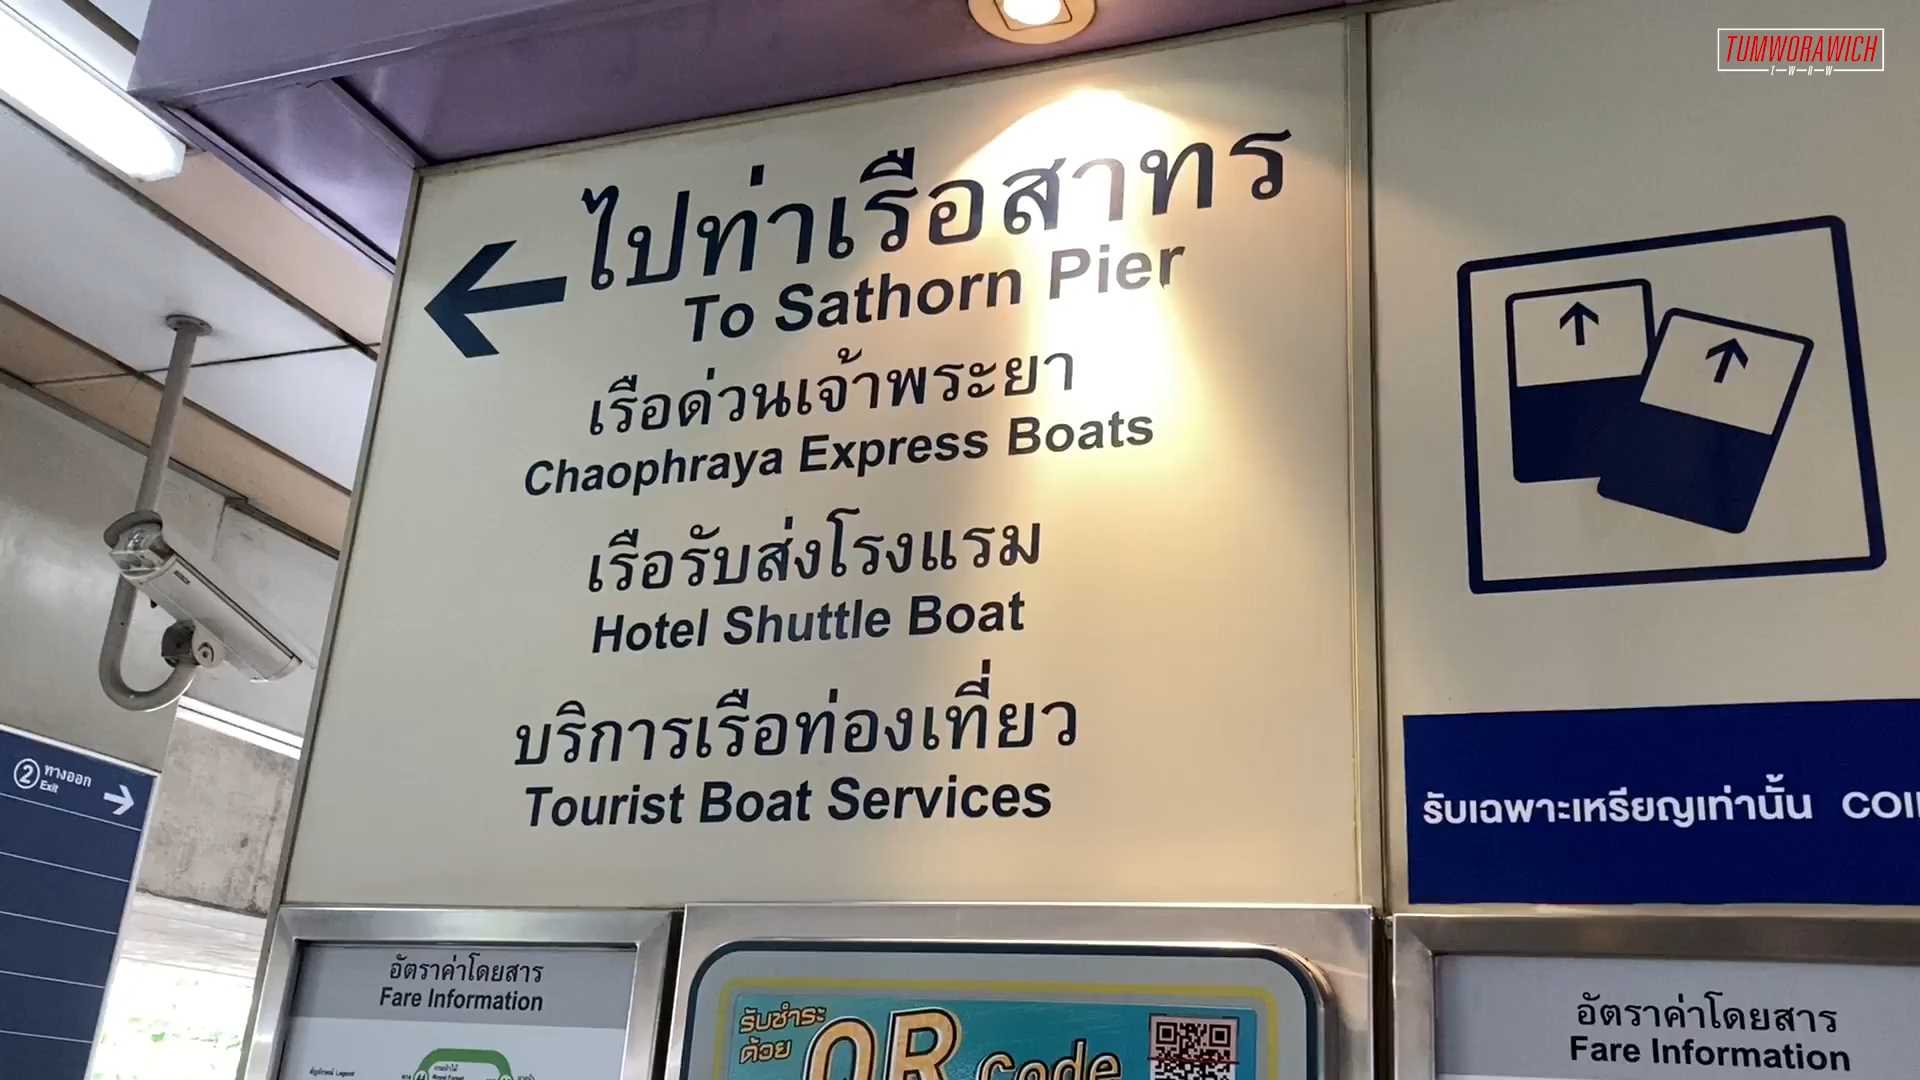 TUMWORAWICH
T—W—R—W
ไปท่าเรือสาทร
To Sathorn Pier
เรือด่วนเจ้าพระยา
Chaophraya Express Boats
เรือรับส่งโรงแรม
Hotel Shuttle Boat
บริการเรือท่องเที่ยว
Tourist Boat Services
2 ทางออก
Exit
รับเฉพาะเหรียญเท่านั้น
อัตราค่าโดยสาร
Fare Information
รับชำระ
ด้วย
QR code
อัตราค่าโดยสาร
Fare Information